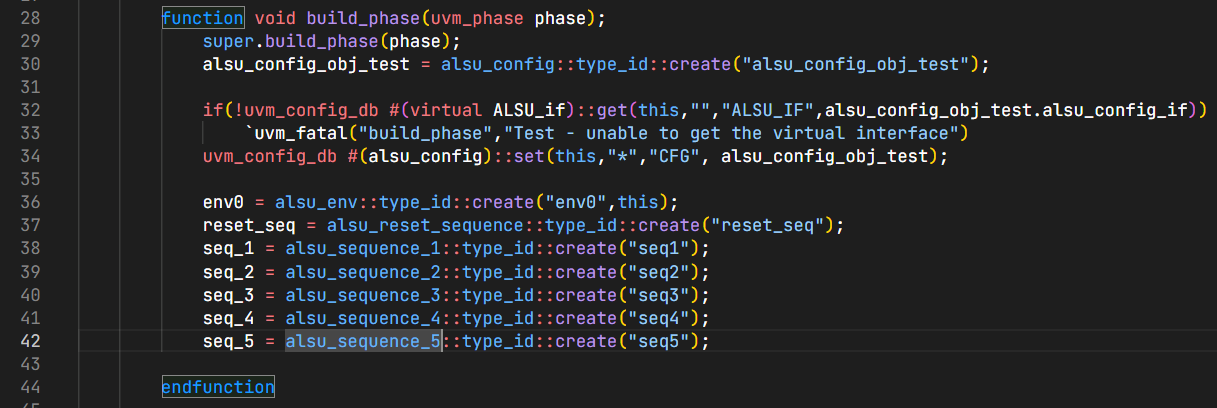 28 function void build_phase(uvm_phase phase);
29 super.build_phase(phase);
30 alsu_config_obj_test = alsu_config::type_id::create("alsu_config_obj_test");
31
32 if(!uvm_config_db #(virtual ALSU_if)::get(this,"","ALSU_IF",alsu_config_obj_test.alsu_config_if))
33 `uvm_fatal("build_phase","Test - unable to get the virtual interface")
34 uvm_config_db #(alsu_config)::set(this,"*","CFG", alsu_config_obj_test);
35
36 env0 = alsu_env::type_id::create("env0",this);
37 reset_seq = alsu_reset_sequence::type_id::create("reset_seq");
38 seq_1 = alsu_sequence_1::type_id::create("seq1");
39 seq_2 = alsu_sequence_2::type_id::create("seq2");
40 seq_3 = alsu_sequence_3::type_id::create("seq3");
41 seq_4 = alsu_sequence_4::type_id::create("seq4");
42 seq_5 = alsu_sequence_5::type_id::create("seq5");
43
44 endfunction